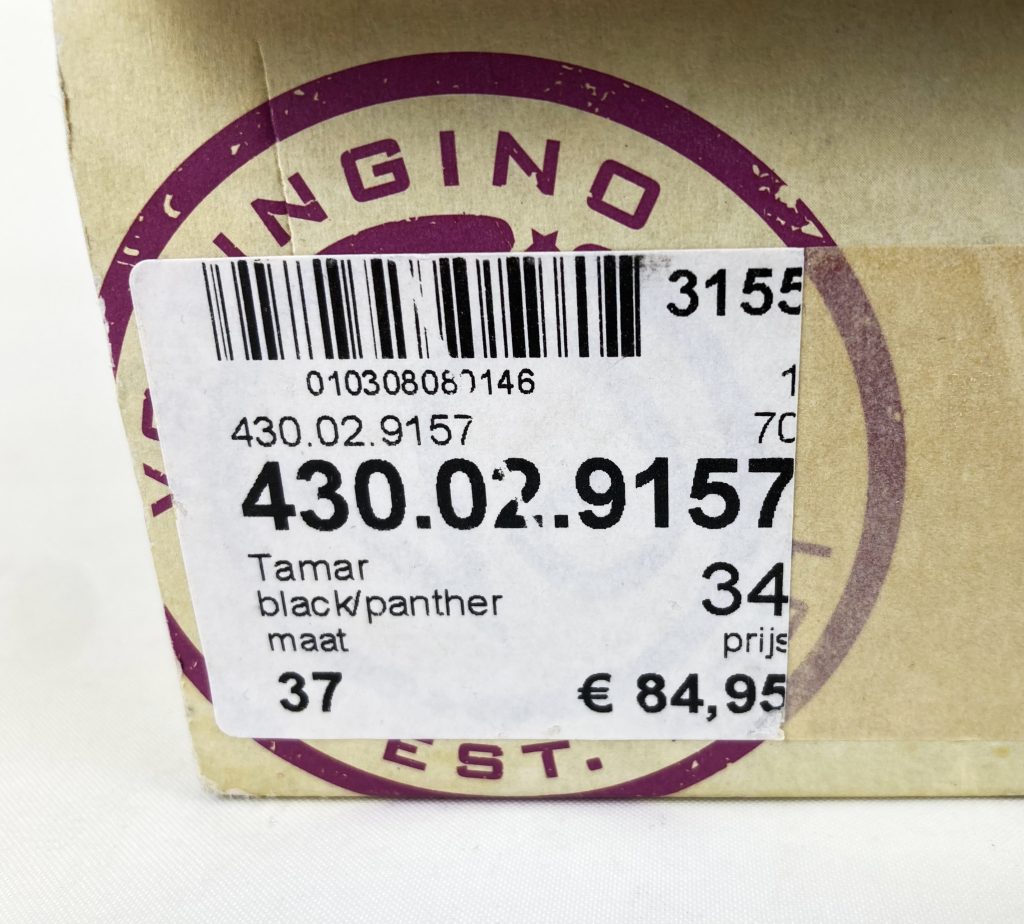 VINGINO
3155
010308080146
1
430.02.9157
70
430.02.9157
Tamar
34
black/panther
maat
prijs
37
€ 84,95
EST.